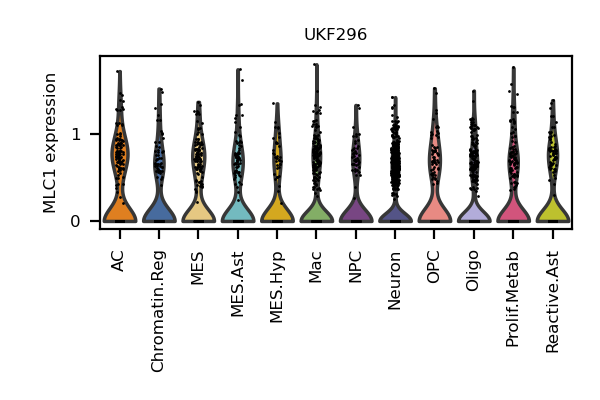 UKF296
MLC1 expression
1
0
AC
Chromatin.Reg
MES
MES.Ast
MES.Hyp
Mac
NPC
Neuron
OPC
Oligo
Prolif.Metab
Reactive.Ast